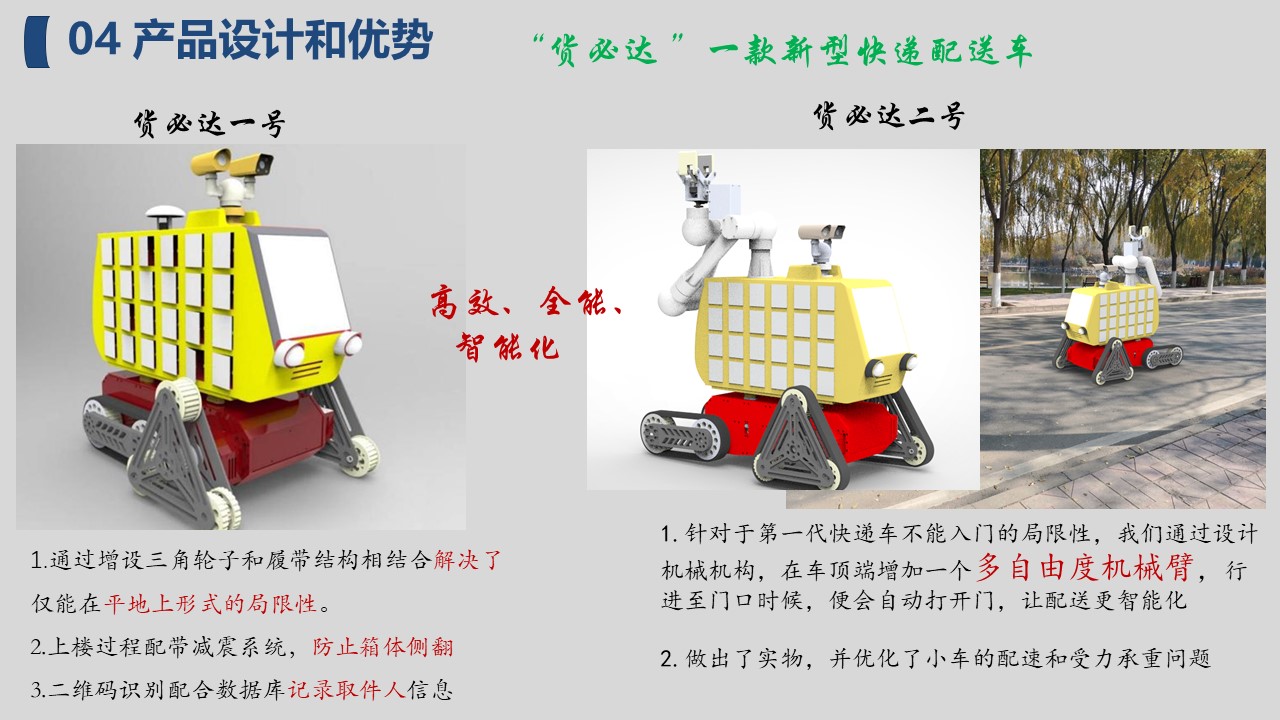 04 产品设计和优势
“货必达 ”一款新型快递配送车
货必达一号
货必达二号
高效、全能、
智能化
1.通过增设三角轮子和履带结构相结合解决了
仅能在平地上形式的局限性。
2.上楼过程配带减震系统，防止箱体侧翻
3.二维码识别配合数据库记录取件人信息
1.针对于第一代快递车不能入门的局限性，我们通过设计
机械机构，在车顶端增加一个多自由度机械臂，行
进至门口时候，便会自动打开门，让配送更智能化
2.做出了实物，并优化了小车的配速和受力承重问题